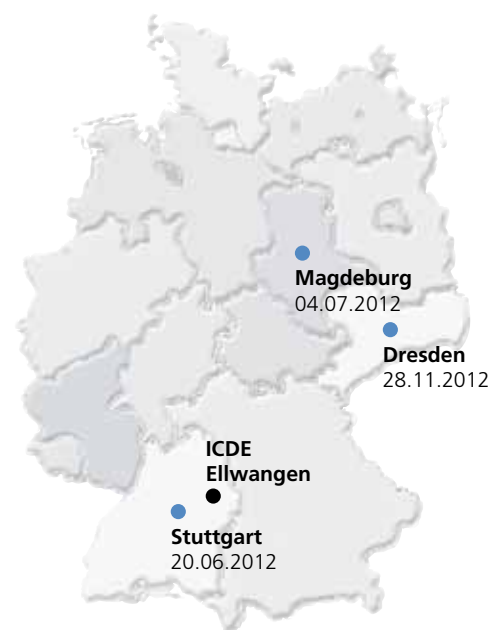 Magdeburg
04.07.2012
Dresden
28.11.2012
ICDE
Ellwangen
Stuttgart
20.06.2012